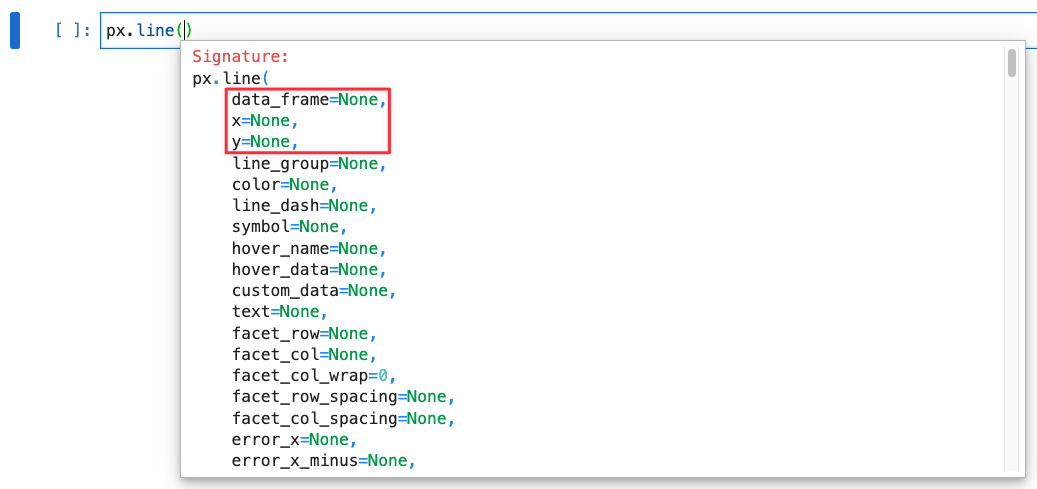 [ ]: px.line()
Signature:
px.line(
    data_frame=None,
    x=None,
    y=None,
    line_group=None,
    color=None,
    line_dash=None,
    symbol=None,
    hover_name=None,
    hover_data=None,
    custom_data=None,
    text=None,
    facet_row=None,
    facet_col=None,
    facet_col_wrap=0,
    facet_row_spacing=None,
    facet_col_spacing=None,
    error_x=None,
    error_x_minus=None,